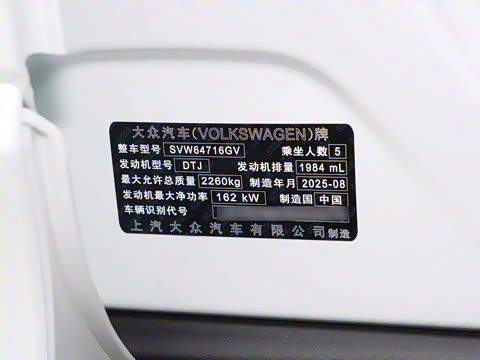 大众汽车(VOLKSWAGEN)牌
整车型号 SVW64716GV 乘坐人数 5
发动机型号 DTJ 发动机排量 1984 mL
最大允许总质量 2260kg 制造年月 2025-08
发动机最大净功率 162 kW 制造国 中国
车辆识别代号
上汽大众汽车有限公司制造